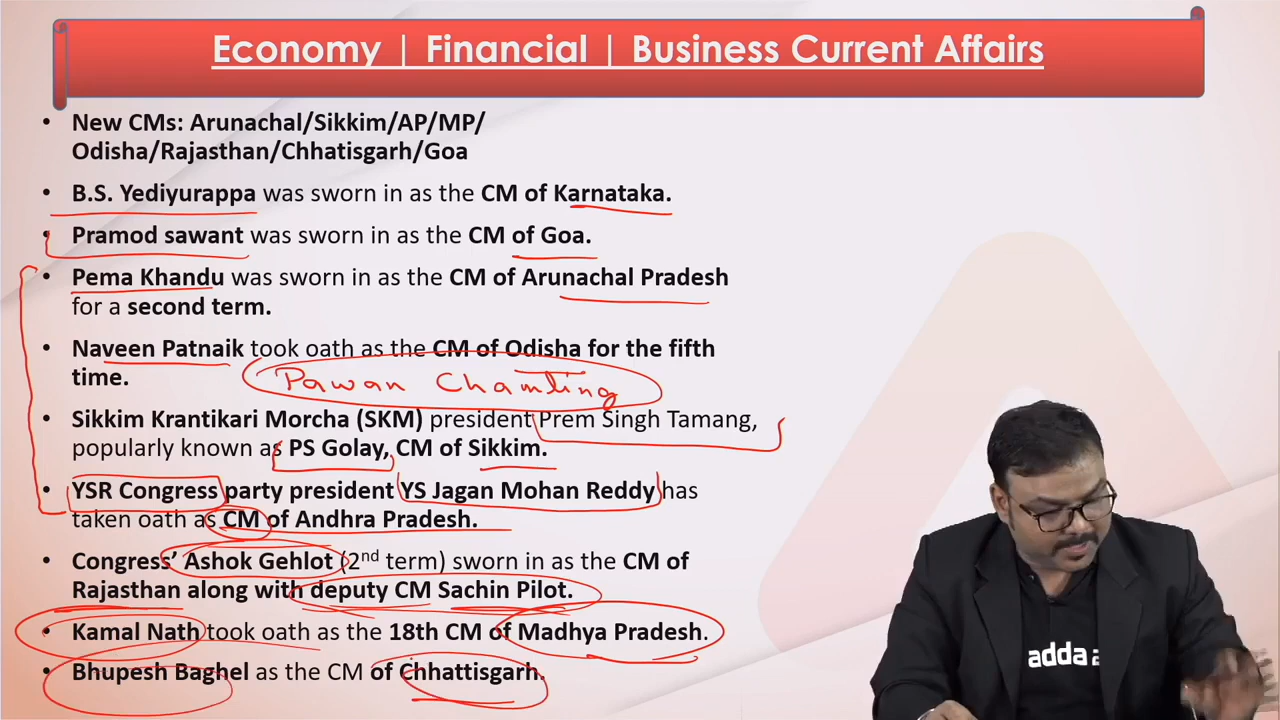 Economy | Financial | Business Current Affairs
• New CMs: Arunachal/Sikkim/AP/MP/
Odisha/Rajasthan/Chhatisgarh/Goa
• B.S. Yediyurappa was sworn in as the CM of Karnataka.
• Pramod sawant was sworn in as the CM of Goa.
• Pema Khandu was sworn in as the CM of Arunachal Pradesh
for a second term.
• Naveen Patnaik took oath as the CM of Odisha for the fifth
time.
Pawan Chamling
• Sikkim Krantikari Morcha (SKM) president Prem Singh Tamang,
popularly known as PS Golay, CM of Sikkim.
• YSR Congress party president YS Jagan Mohan Reddy has
taken oath as CM of Andhra Pradesh.
• Congress’ Ashok Gehlot (2nd term) sworn in as the CM of
Rajasthan along with deputy CM Sachin Pilot.
• Kamal Nath took oath as the 18th CM of Madhya Pradesh.
• Bhupesh Baghel as the CM of Chhattisgarh.
adda